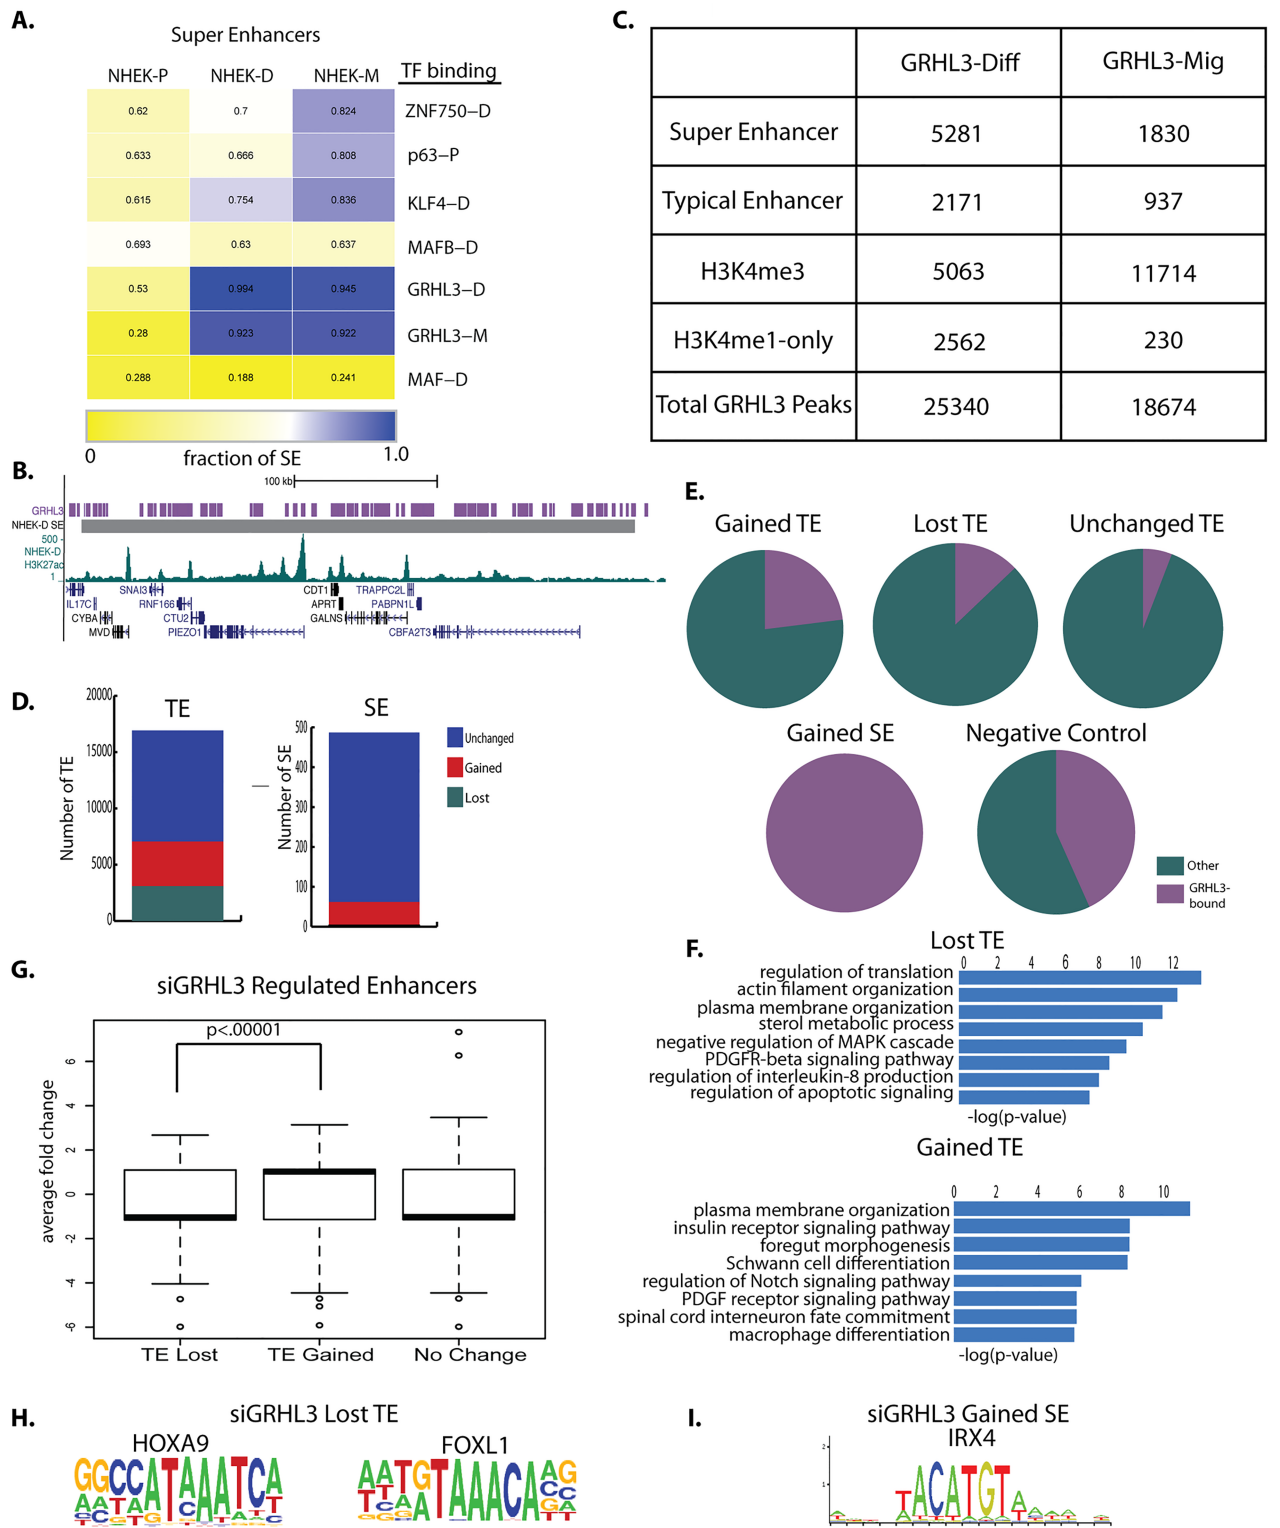 A.
Super Enhancers
NHEK-P NHEK-D NHEK-M TF binding
0.62 0.7 0.824 ZNF750–D
0.633 0.666 0.808 p63–P
0.615 0.754 0.836 KLF4–D
0.693 0.63 0.637 MAFB–D
0.53 0.994 0.945 GRHL3–D
0.28 0.923 0.922 GRHL3–M
0.288 0.188 0.241 MAF–D
0 1.0
fraction of SE
B.
100 kb
GRHL3
NHEK-D SE
500
NHEK-D
H3K27ac
1
SNAI3 CDT1 TRAPPC2L
IL17C RNF166 APRT PABPN1L
CYBA CTU2 GALNS
MVD PIEZO1 CBFA2T3
C.
GRHL3-Diff GRHL3-Mig
Super Enhancer 5281 1830
Typical Enhancer 2171 937
H3K4me3 5063 11714
H3K4me1-only 2562 230
Total GRHL3 Peaks 25340 18674
D.
TE
20000
15000
10000
5000
0
Number of TE
SE
500
400
300
200
100
0
Number of SE
Unchanged
Gained
Lost
E.
Gained TE Lost TE Unchanged TE
Gained SE Negative Control
Other
GRHL3-
bound
F.
Lost TE
0 2 4 6 8 10 12
regulation of translation
actin filament organization
plasma membrane organization
sterol metabolic process
negative regulation of MAPK cascade
PDGFR-beta signaling pathway
regulation of interleukin-8 production
regulation of apoptotic signaling
-log(p-value)
Gained TE
0 2 4 6 8 10
plasma membrane organization
insulin receptor signaling pathway
foregut morphogenesis
Schwann cell differentiation
regulation of Notch signaling pathway
PDGF receptor signaling pathway
spinal cord interneuron fate commitment
macrophage differentiation
-log(p-value)
G.
siGRHL3 Regulated Enhancers
p<.00001
average fold change
6
4
2
0
-2
-4
-6
TE Lost TE Gained No Change
H.
siGRHL3 Lost TE
HOXA9 FOXL1
GGCCATAAATCA
AATGTAAACA
I.
siGRHL3 Gained SE
IRX4
2
1
TACATGTA